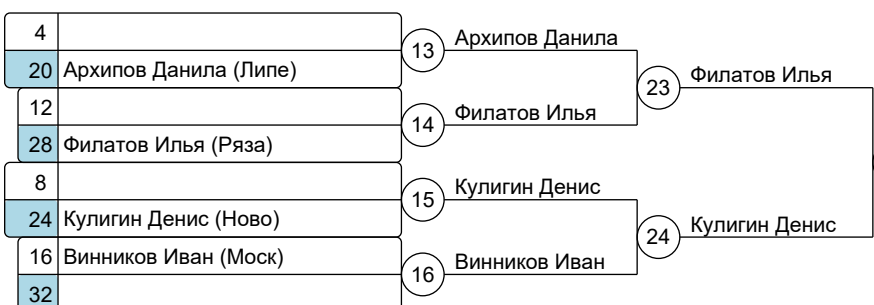 4
13
Архипов Данила
20 Архипов Данила (Липе)
23
Филатов Илья
12
14
Филатов Илья
28 Филатов Илья (Ряза)
8
15
Кулигин Денис
24 Кулигин Денис (Ново)
24
Кулигин Денис
16 Винников Иван (Моск)
16
Винников Иван
32